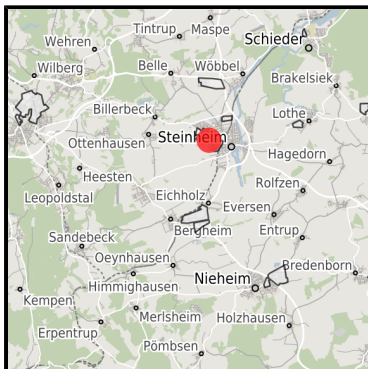 Tintrup
Maspe
Wehren
Schieder
Wilberg
Belle
Wöbbel
Brakelsiek
Billerbeck
Lothe
Ottenhausen
Steinheim
Hagedorn
Heesten
Rolfzen
Leopoldstal
Eichholz
Eversen
Bergheim
Entrup
Sandebeck
Oeynhausen
Bredenborn
Himmighausen
Nieheim
Kempen
Merlsheim
Holzhausen
Erpentrup
Pömbsen